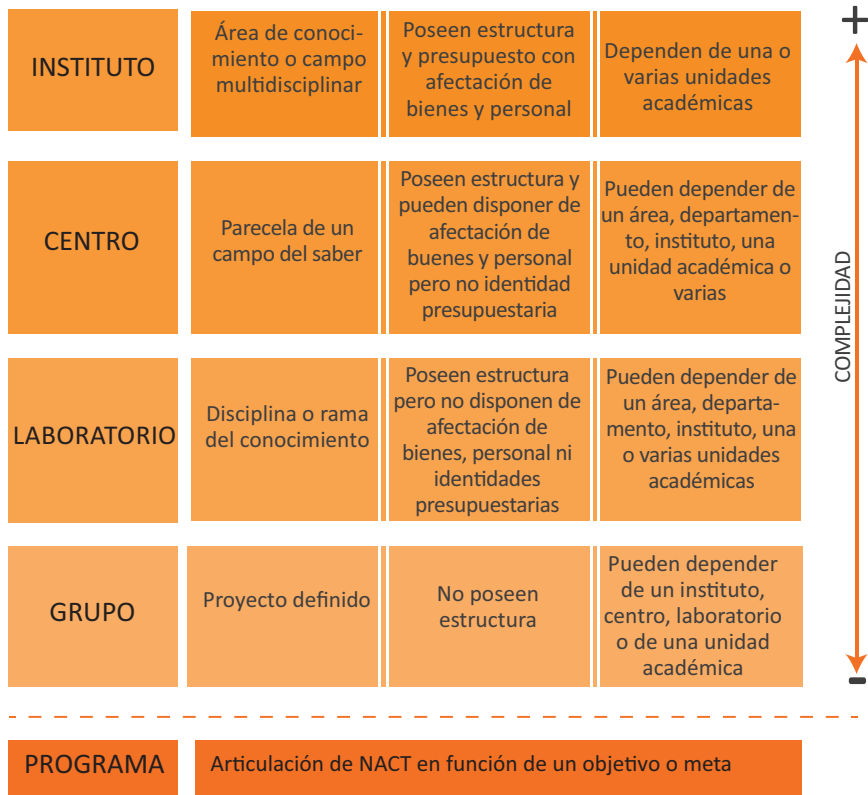 INSTITUTO
Área de conoci-
miento o campo
multidisciplinar
Poseen estructura
y presupuesto con
afectación de
bienes y personal
Dependen de una o
varias unidades
académicas
CENTRO
Parecela de un
campo del saber
Poseen estructura y
pueden disponer de
afectación de
buenes y personal
pero no identidad
presupuestaria
Pueden depender de
un área, departamen-
to, instituto, una
unidad académica o
varias
LABORATORIO
Disciplina o rama
del conocimiento
Poseen estructura
pero no disponen de
afectación de
bienes, personal ni
identidades
presupuestarias
Pueden depender de
un área, departa-
mento, instituto, una
o varias unidades
académicas
GRUPO
Proyecto definido
No poseen
estructura
Pueden depender
de un instituto,
centro, laboratorio
o de una unidad
académica
+
COMPLEJIDAD
-
PROGRAMA
Articulación de NACT en función de un objetivo o meta